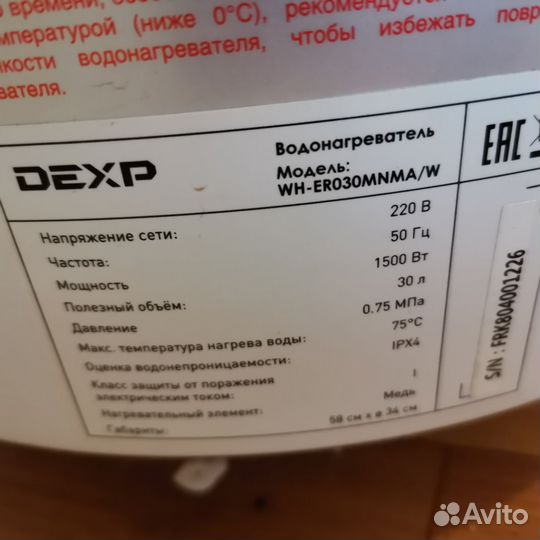 времени,
мпературой (ниже 0°C), рекомендуется
кости водонагревателя, чтобы избежать повр
вателя.
DEXP
Водонагреватель
Модель:
WH-ER030MNMA/W
EAC
Напряжение сети: 220 В
Частота: 50 Гц
Мощность 1500 Вт
Полезный объём: 30 л
Давление 0.75 МПа
Макс. температура нагрева воды: 75°C
Оценка водонепроницаемости: IPX4
Класс защиты от поражения
электрическим током: I
Нагревательный элемент: Медь
Габариты: 58 см x ø 34 см
S/N : FRK804001226
Avito